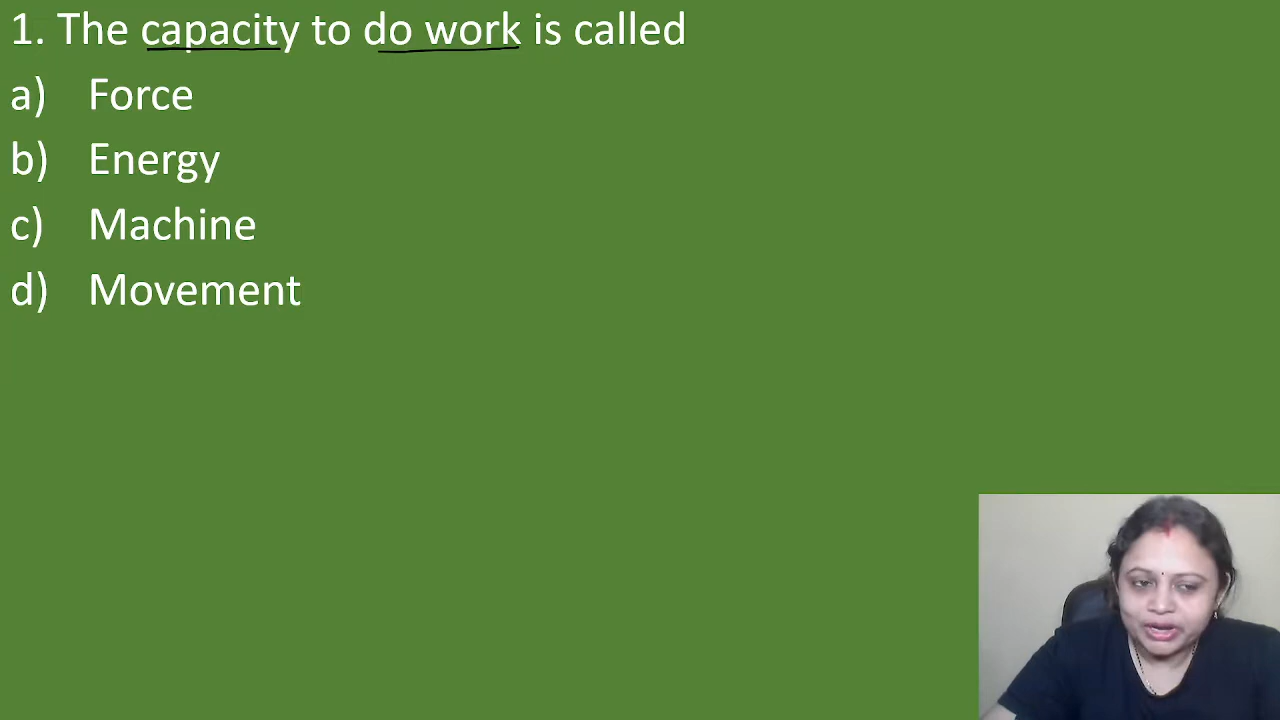 1. The capacity to do work is called
a) Force
b) Energy
c) Machine
d) Movement